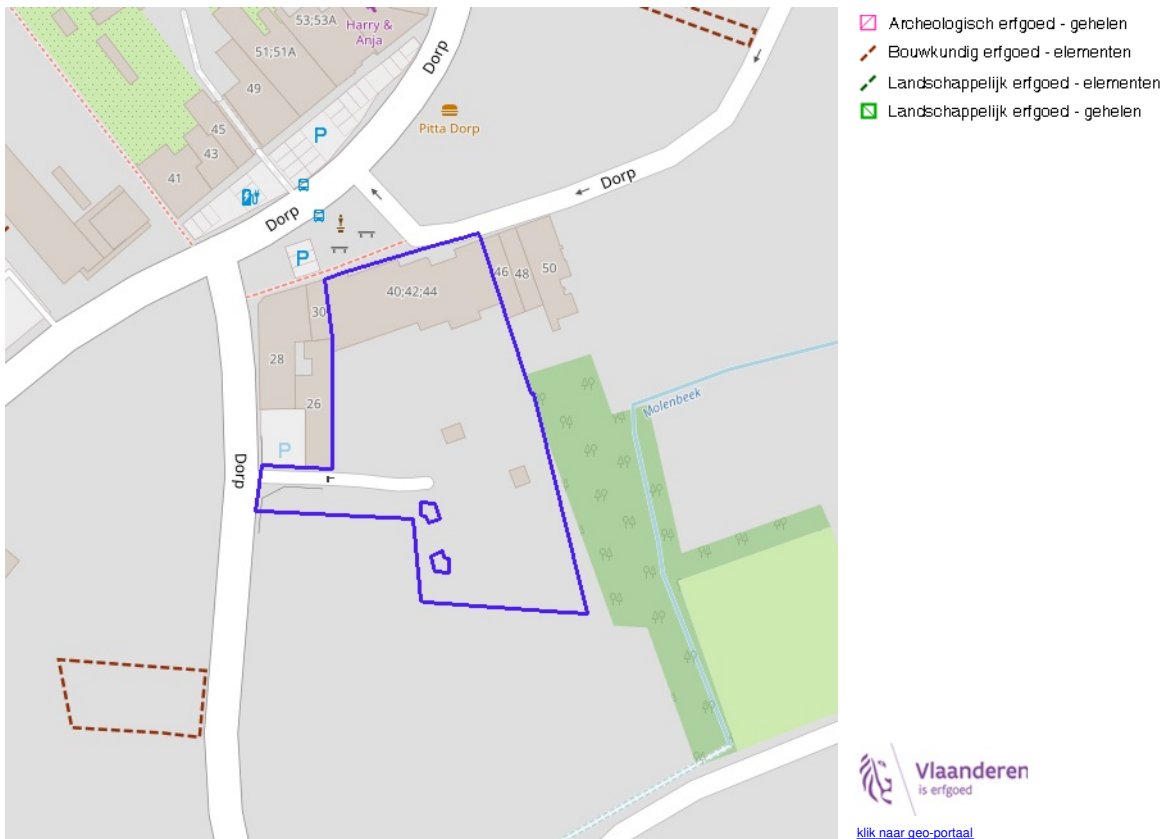 53;53A
Harry &
Anja
51;51A
49
45
43
41
P
Dorp
Pitta Dorp
Dorp
Dorp
P
40;42;44
46
48
50
30
28
26
P
Dorp
Molenbeek
Archeologisch erfgoed - gehelen
Bouwkundig erfgoed - elementen
Landschappelijk erfgoed - elementen
Landschappelijk erfgoed - gehelen
Vlaanderen
is erfgoed
klik naar geo-portaal